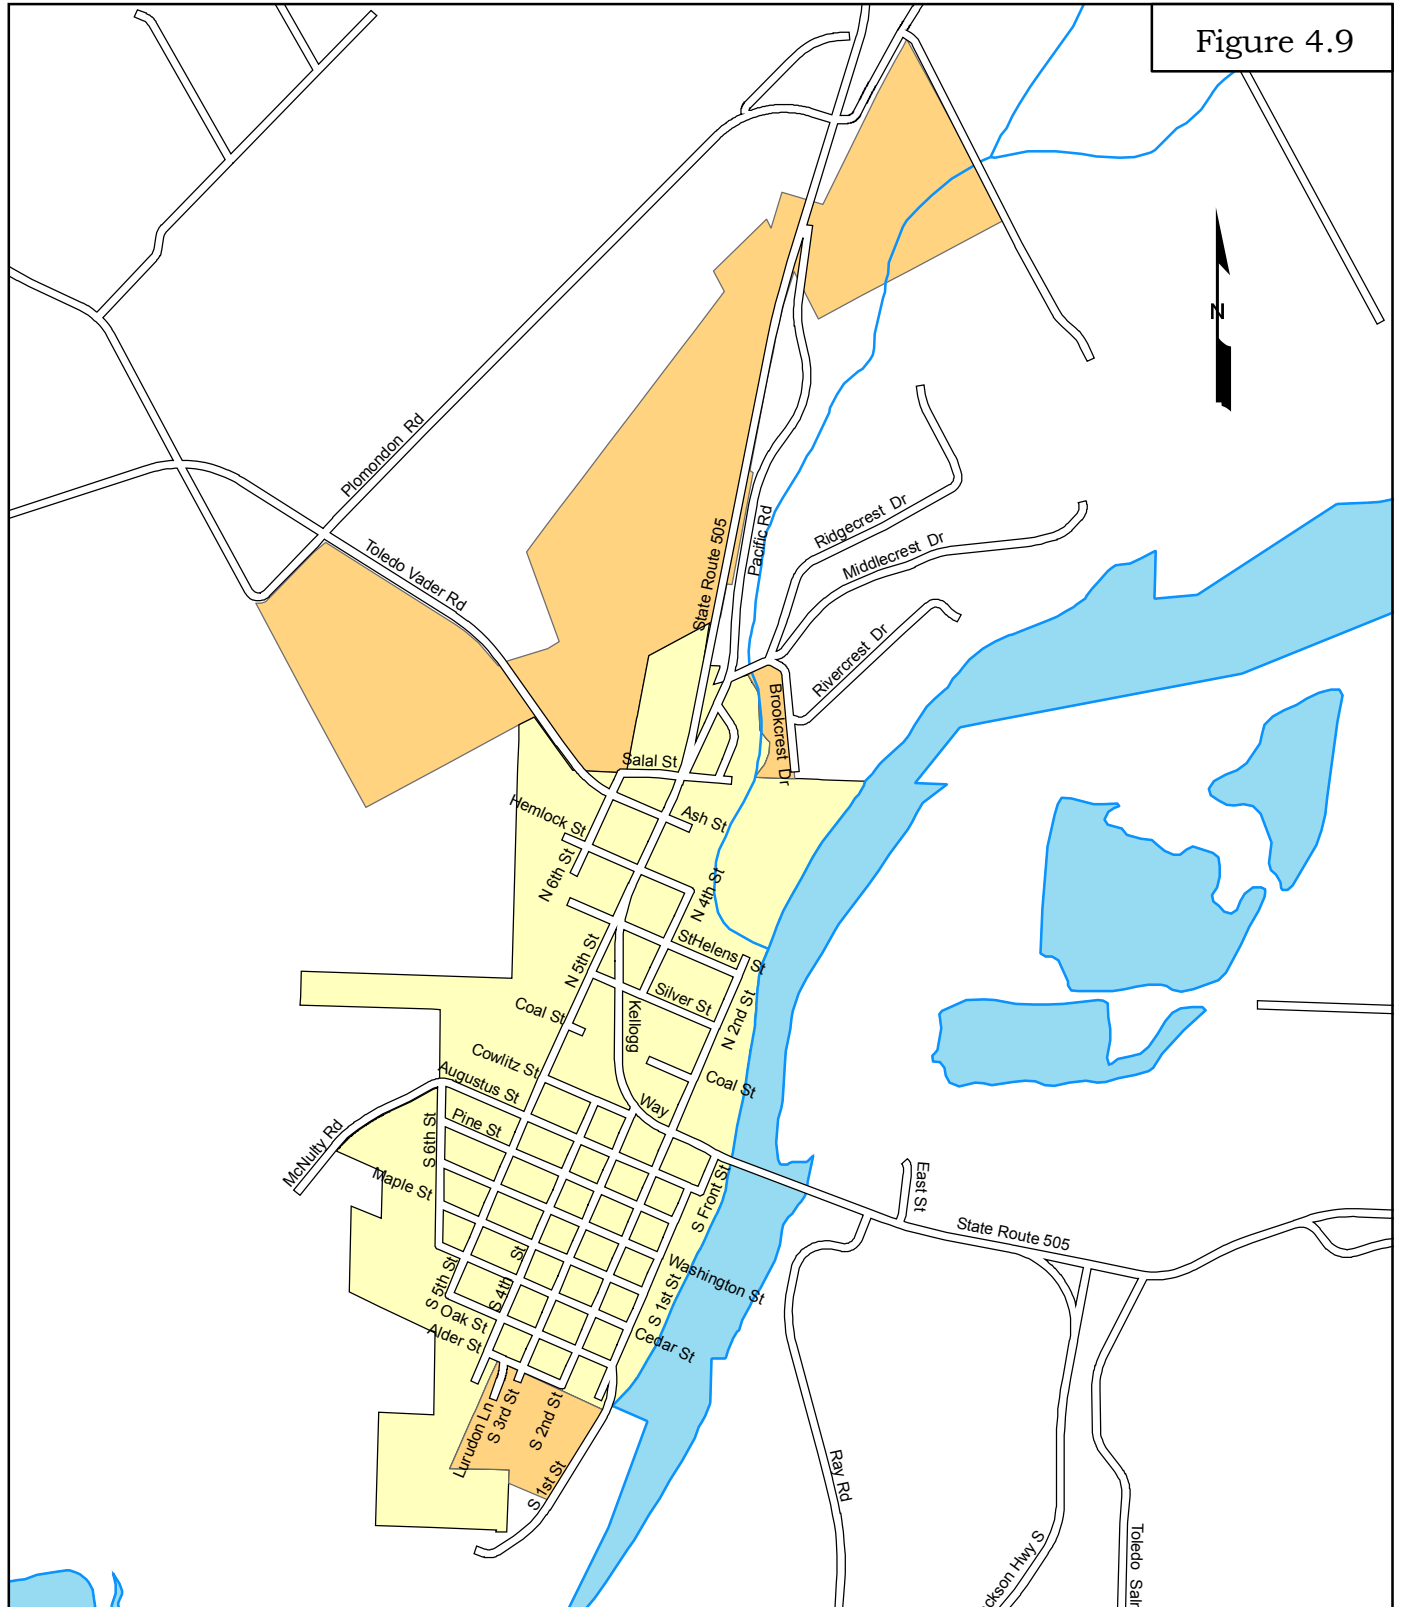 Figure 4.9
N
Plomondon Rd
Toledo Vader Rd
State Route 505
Pacific Rd
Ridgecrest Dr
Middlecrest Dr
Rivercrest Dr
Brookcrest Dr
Salal St
Hemlock St
Ash St
N 6th St
N 4th St
StHelens St
N 5th St
Silver St
Coal St
Kellogg
N 2nd St
Cowlitz St
Augustus St
Coal St
Way
Pine St
S 6th St
McNulty Rd
Maple St
S Front St
East St
State Route 505
Washington St
S 4th St
S 5th St
S 1st St
Oak St
Alder St
Cedar St
Lurudon Ln
S 3rd St
S 2nd St
S 1st St
Ray Rd
ckson Hwy S
Toledo Salr